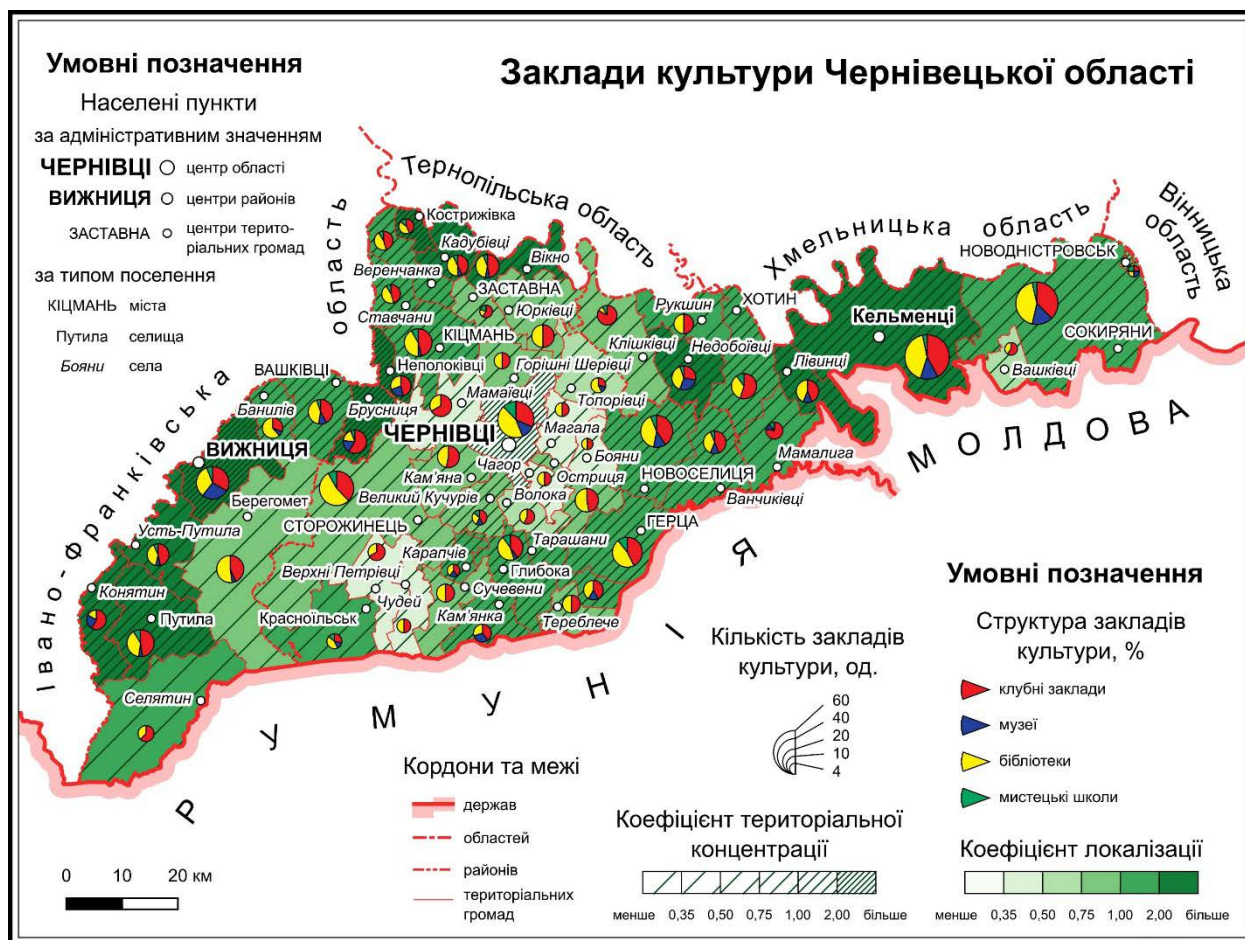 Заклади культури Чернівецької області
Умовні позначення
Населені пункти
за адміністративним значенням
ЧЕРНІВЦІ центр області
ВИЖНИЦЯ центри районів
ЗАСТАВНА центри терито-
ріальних громад
за типом поселення
КІЦМАНЬ міста
Путила селища
Бояни села
Івано-Франківська
область
Тернопільська область
Хмельницька область
Вінницька
область
МОЛДОВА
РУМУНІЯ
Кострижівка
Кадубівці
Вікно
Веренчанка
ЗАСТАВНА
Ставчани
Юрківці
КІЦМАНЬ
Рукшин
ХОТИН
Клішківці
Недобоївці
НОВОДНІСТРОВСЬК
Кельменці
СОКИРЯНИ
Вашківці
Лівинці
Неполоківці
Горішні Шерівці
ВАШКІВЦІ
Мамаївці
Топорівці
Банилів
Брусниця
ЧЕРНІВЦІ
Магала
Бояни
ВИЖНИЦЯ
Чагор
Кам'яна
Остриця
НОВОСЕЛИЦЯ
Мамалига
Ванчиківці
Берегомет
Великий Кучурів
Волока
СТОРОЖИНЕЦЬ
ГЕРЦА
Усть-Путила
Тарашани
Карапчів
Глибока
Верхні Петрівці
Сучевени
Конятин
Чудей
Путила
Красноїльськ
Кам'янка
Тереблече
Селятин
Кількість закладів
культури, од.
60
40
20
10
4
Умовні позначення
Структура закладів
культури, %
клубні заклади
музеї
бібліотеки
мистецькі школи
Кордони та межі
держав
областей
районів
територіальних
громад
0 10 20 км
Коефіцієнт територіальної
концентрації
менше 0,35 0,50 0,75 1,00 2,00 більше
Коефіцієнт локалізації
менше 0,35 0,50 0,75 1,00 2,00 більше